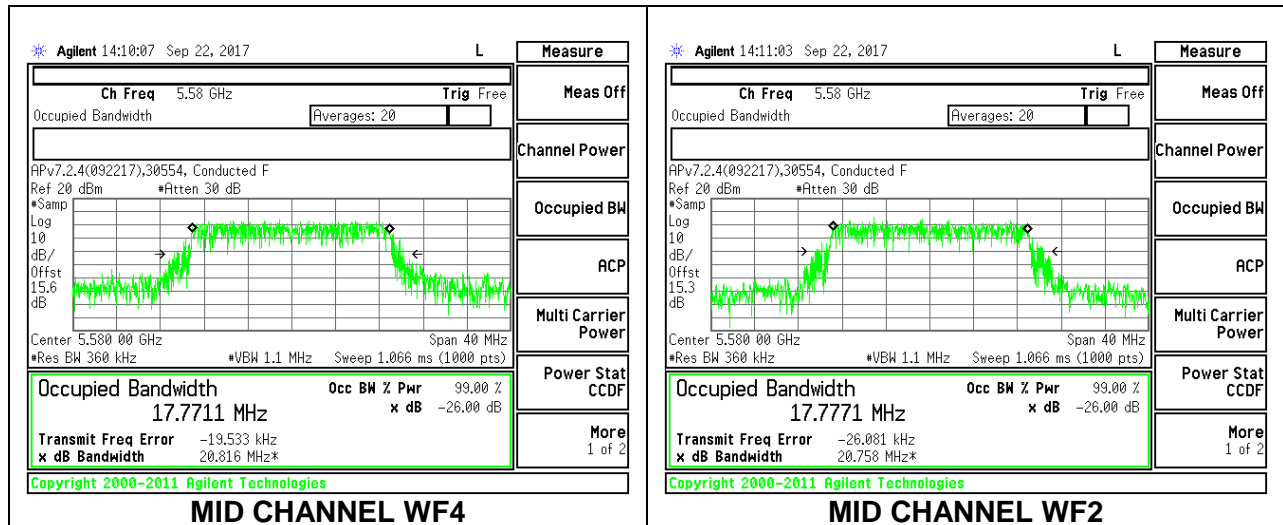 Agilent 14:10:07 Sep 22, 2017 L
Measure
Ch Freq 5.58 GHz Trig Free
Occupied Bandwidth Averages: 20
APv7.2.4(092217),30554, Conducted F
Ref 20 dBm #Atten 30 dB
#Samp
Log
10
dB/
Offst
15.6
dB
Center 5.580 00 GHz Span 40 MHz
#Res BW 360 kHz #VBW 1.1 MHz Sweep 1.066 ms (1000 pts)
Occupied Bandwidth Occ BW % Pwr 99.00 %
17.7711 MHz x dB -26.00 dB
Transmit Freq Error -19.533 kHz
x dB Bandwidth 20.816 MHz*
Copyright 2000-2011 Agilent Technologies
Meas Off
Channel Power
Occupied BW
ACP
Multi Carrier
Power
Power Stat
CCDF
More
1 of 2
MID CHANNEL WF4
Agilent 14:11:03 Sep 22, 2017 L
Measure
Ch Freq 5.58 GHz Trig Free
Occupied Bandwidth Averages: 20
APv7.2.4(092217),30554, Conducted F
Ref 20 dBm #Atten 30 dB
#Samp
Log
10
dB/
Offst
15.3
dB
Center 5.580 00 GHz Span 40 MHz
#Res BW 360 kHz #VBW 1.1 MHz Sweep 1.066 ms (1000 pts)
Occupied Bandwidth Occ BW % Pwr 99.00 %
17.7771 MHz x dB -26.00 dB
Transmit Freq Error -26.081 kHz
x dB Bandwidth 20.758 MHz*
Copyright 2000-2011 Agilent Technologies
Meas Off
Channel Power
Occupied BW
ACP
Multi Carrier
Power
Power Stat
CCDF
More
1 of 2
MID CHANNEL WF2